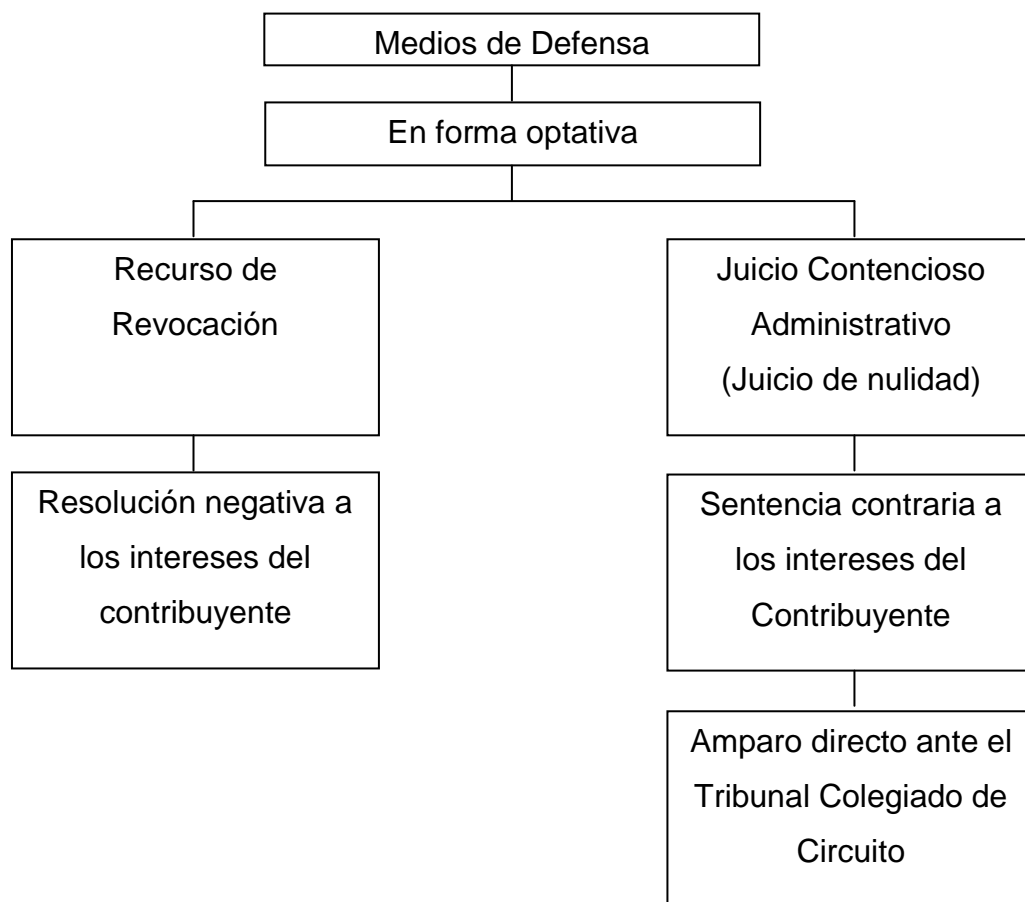 Medios de Defensa
En forma optativa
Recurso de
Revocación
Juicio Contencioso
Administrativo
(Juicio de nulidad)
Resolución negativa a
los intereses del
contribuyente
Sentencia contraria a
los intereses del
Contribuyente
Amparo directo ante el
Tribunal Colegiado de
Circuito